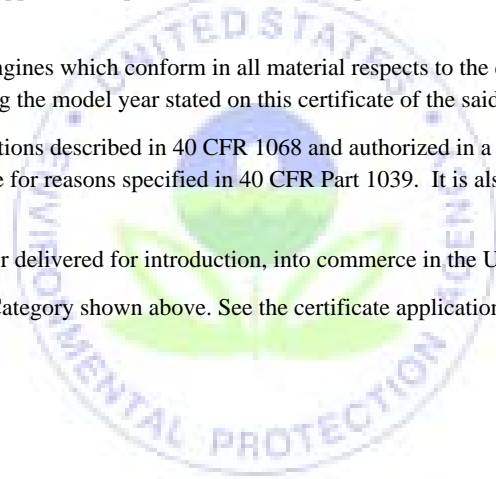 ngines which conform in all material respects to the
g the model year stated on this certificate of the said
tions described in 40 CFR 1068 and authorized in a
e for reasons specified in 40 CFR Part 1039. It is als
r delivered for introduction, into commerce in the U
Category shown above. See the certificate application
UNITED STATES
ENVIRONMENTAL PROTECTION AGENCY